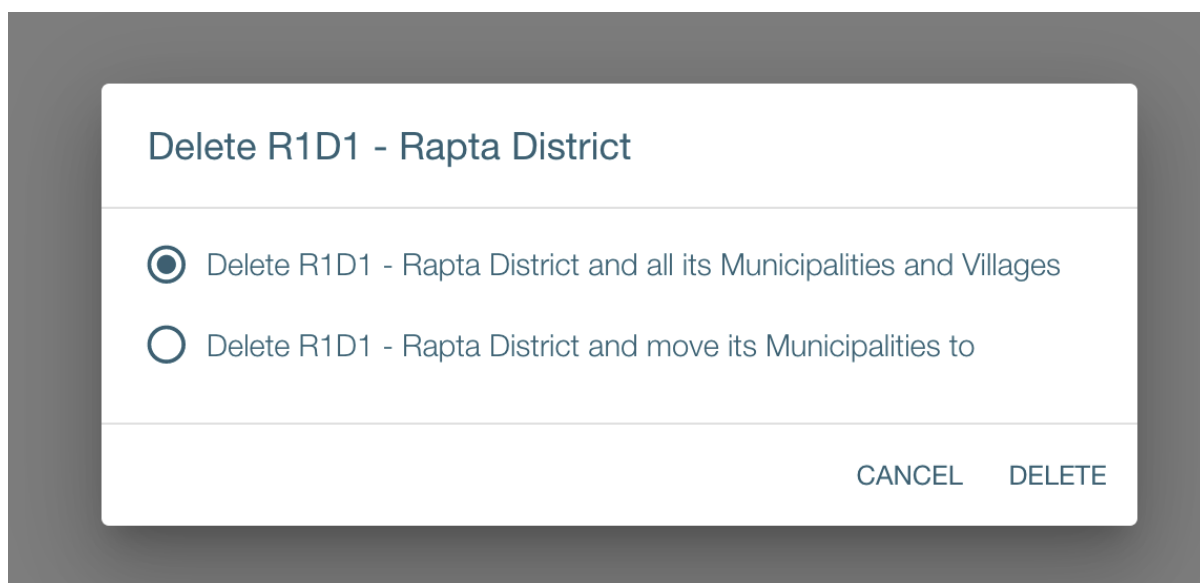 Delete R1D1 - Rapta District
Delete R1D1 - Rapta District and all its Municipalities and Villages
Delete R1D1 - Rapta District and move its Municipalities to
CANCEL DELETE